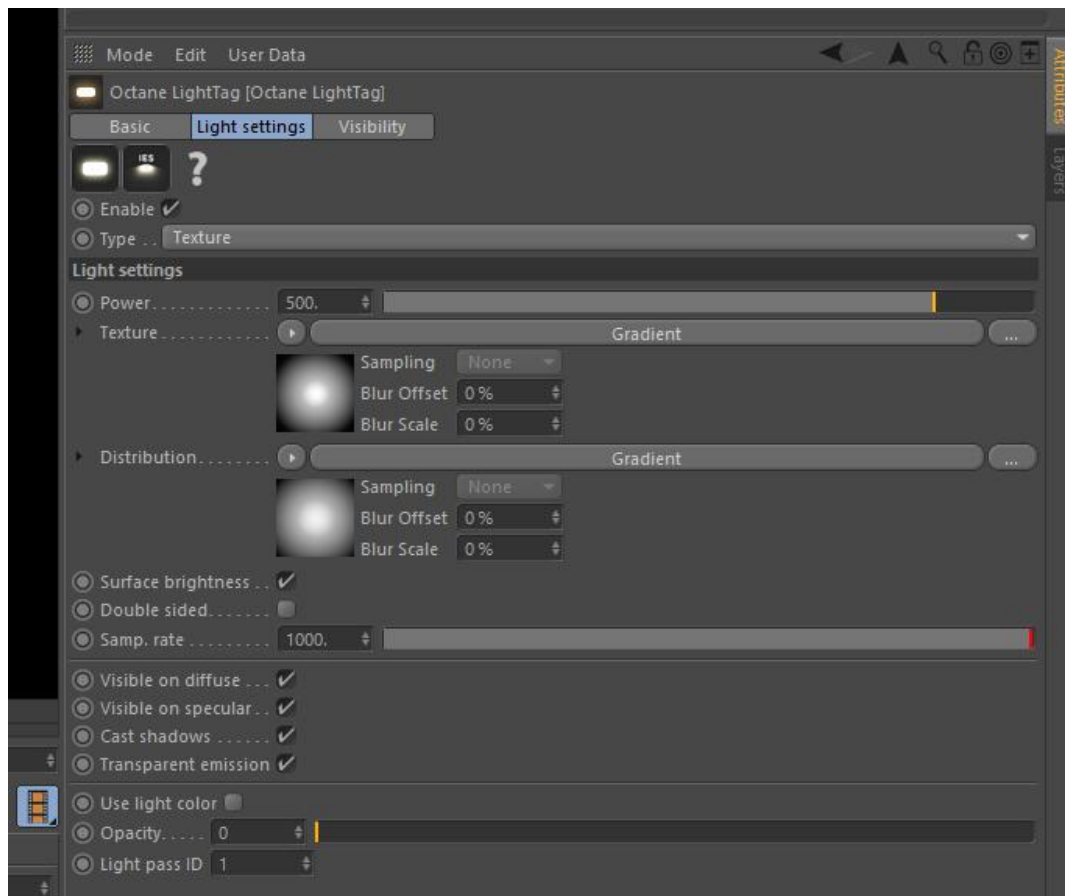 Mode Edit User Data
Octane LightTag [Octane LightTag]
Basic Light settings Visibility
IES ?
Enable
Type . . Texture
Light settings
Power. . . . . . . . . . . . . 500.
Texture . . . . . . . . . . . . Gradient ...
Sampling None
Blur Offset 0 %
Blur Scale 0 %
Distribution. . . . . . . . Gradient ...
Sampling None
Blur Offset 0 %
Blur Scale 0 %
Surface brightness . .
Double sided. . . . . . .
Samp. rate . . . . . . . . . 1000.
Visible on diffuse . . .
Visible on specular . .
Cast shadows . . . . . .
Transparent emission
Use light color
Opacity. . . . . 0
Light pass ID 1
Attributes
Layers